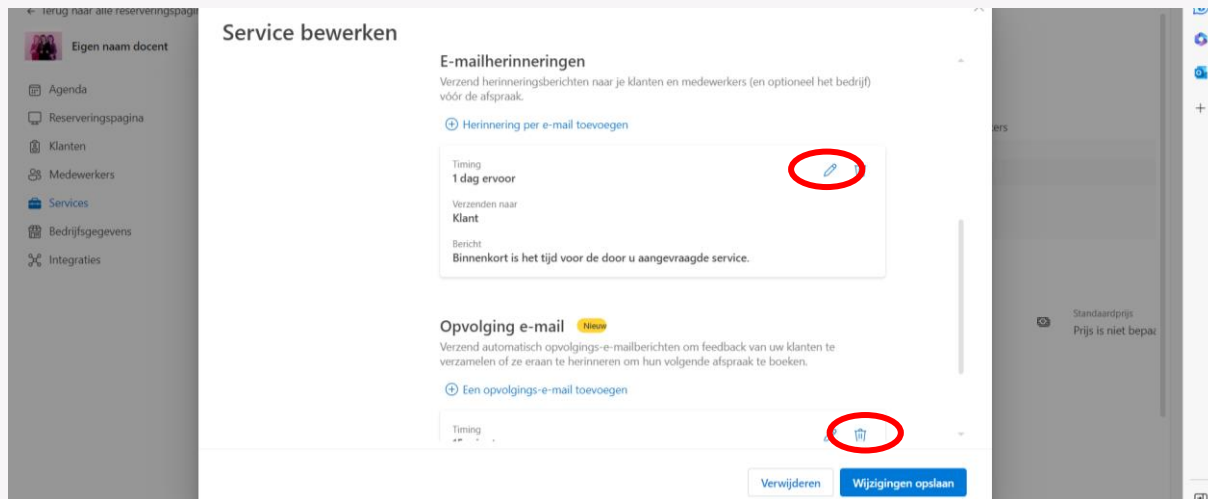 ← Terug naar alle reserveringspagi
Eigen naam docent
Agenda
Reserveringspagina
Klanten
Medewerkers
Services
Bedrijfsgegevens
Integraties
Service bewerken
E-mailherinneringen
Verzend herinneringsberichten naar je klanten en medewerkers (en optioneel het bedrijf)
vóór de afspraak.
Herinnering per e-mail toevoegen
Timing
1 dag ervoor
Verzenden naar
Klant
Bericht
Binnenkort is het tijd voor de door u aangevraagde service.
Opvolging e-mail Nieuw
Verzend automatisch opvolgings-e-mailberichten om feedback van uw klanten te
verzamelen of ze eraan te herinneren om hun volgende afspraak te boeken.
Een opvolgings-e-mail toevoegen
Timing
Verwijderen
Wijzigingen opslaan
ers
Standaardprijs
Prijs is niet bepaa